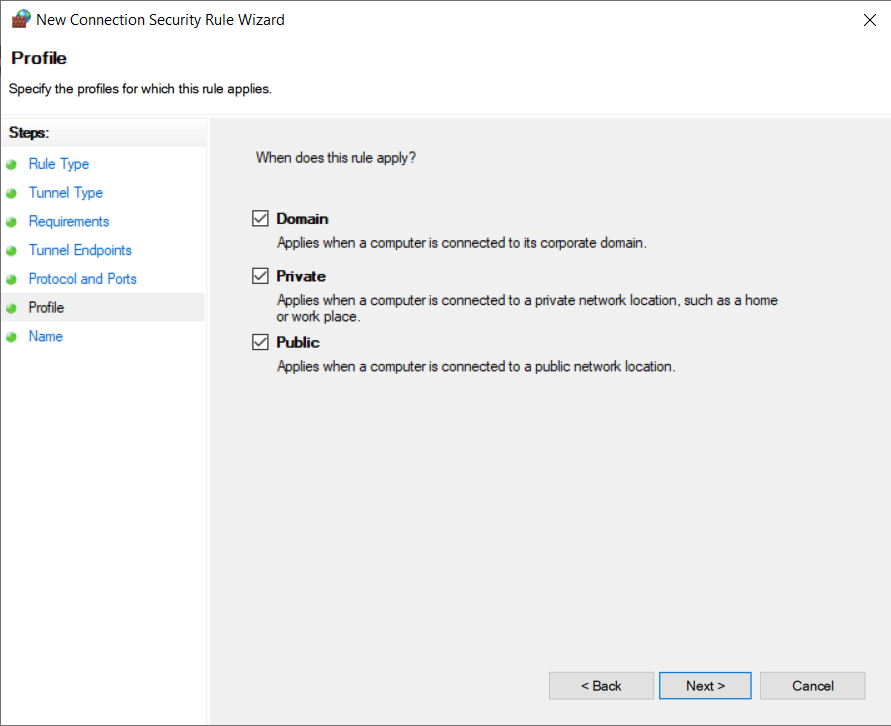 New Connection Security Rule Wizard
Profile
Specify the profiles for which this rule applies.
Steps:
Rule Type
Tunnel Type
Requirements
Tunnel Endpoints
Protocol and Ports
Profile
Name
When does this rule apply?
Domain
Applies when a computer is connected to its corporate domain.
Private
Applies when a computer is connected to a private network location, such as a home
or work place.
Public
Applies when a computer is connected to a public network location.
< Back
Next >
Cancel